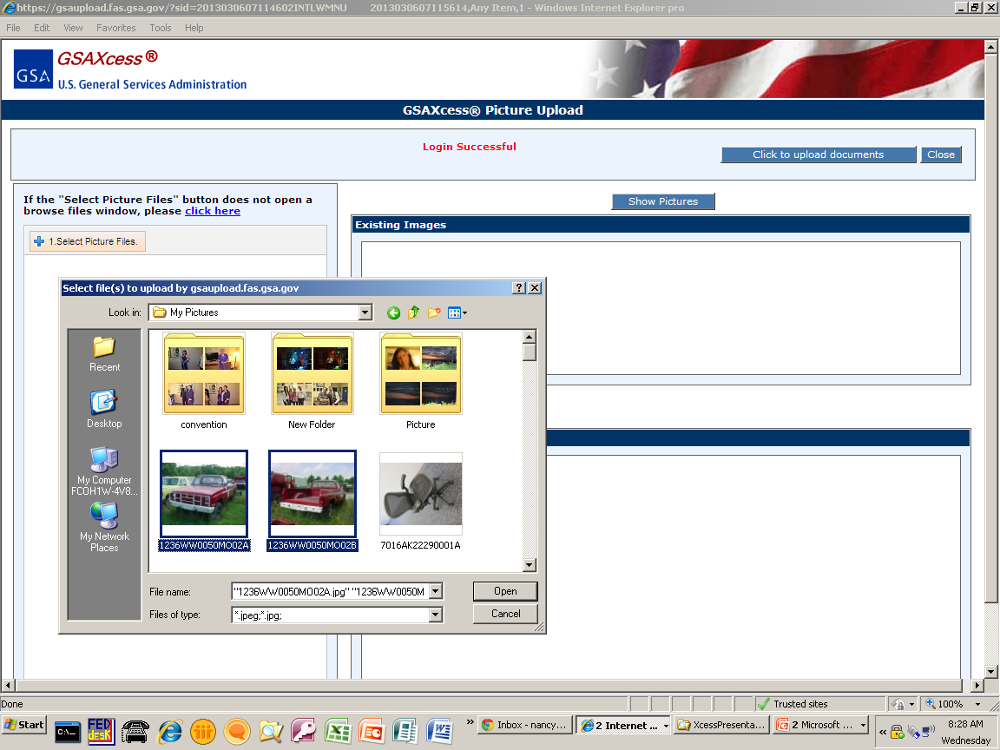 https://gsaupload.fas.gsa.gov/?sid=2013030607114602INTLWMNU 2013030607115614,Any Item,1 - Windows Internet Explorer pro
File Edit View Favorites Tools Help
GSA
GSAXcess ®
U.S. General Services Administration
GSAXcess® Picture Upload
Login Successful
Click to upload documents Close
If the "Select Picture Files" button does not open a
browse files window, please click here
1.Select Picture Files.
Show Pictures
Existing Images
Select file(s) to upload by gsaupload.fas.gsa.gov
Look in: My Pictures
Recent
Desktop
My Computer
FCOH1W-4V8...
My Network
Places
convention New Folder Picture
1236WW0050MO02A 1236WW0050MO02B 7016AK22290001A
File name: "1236WW0050MO02A.jpg" "1236WW0050M Open
Files of type: *.jpeg;*.jpg; Cancel
Done Trusted sites 100%
Start C:\_ FED desk » Inbox - nancy.... 2 Internet ... XcessPresenta... 2 Microsoft ... « 8:28 AM
Wednesday